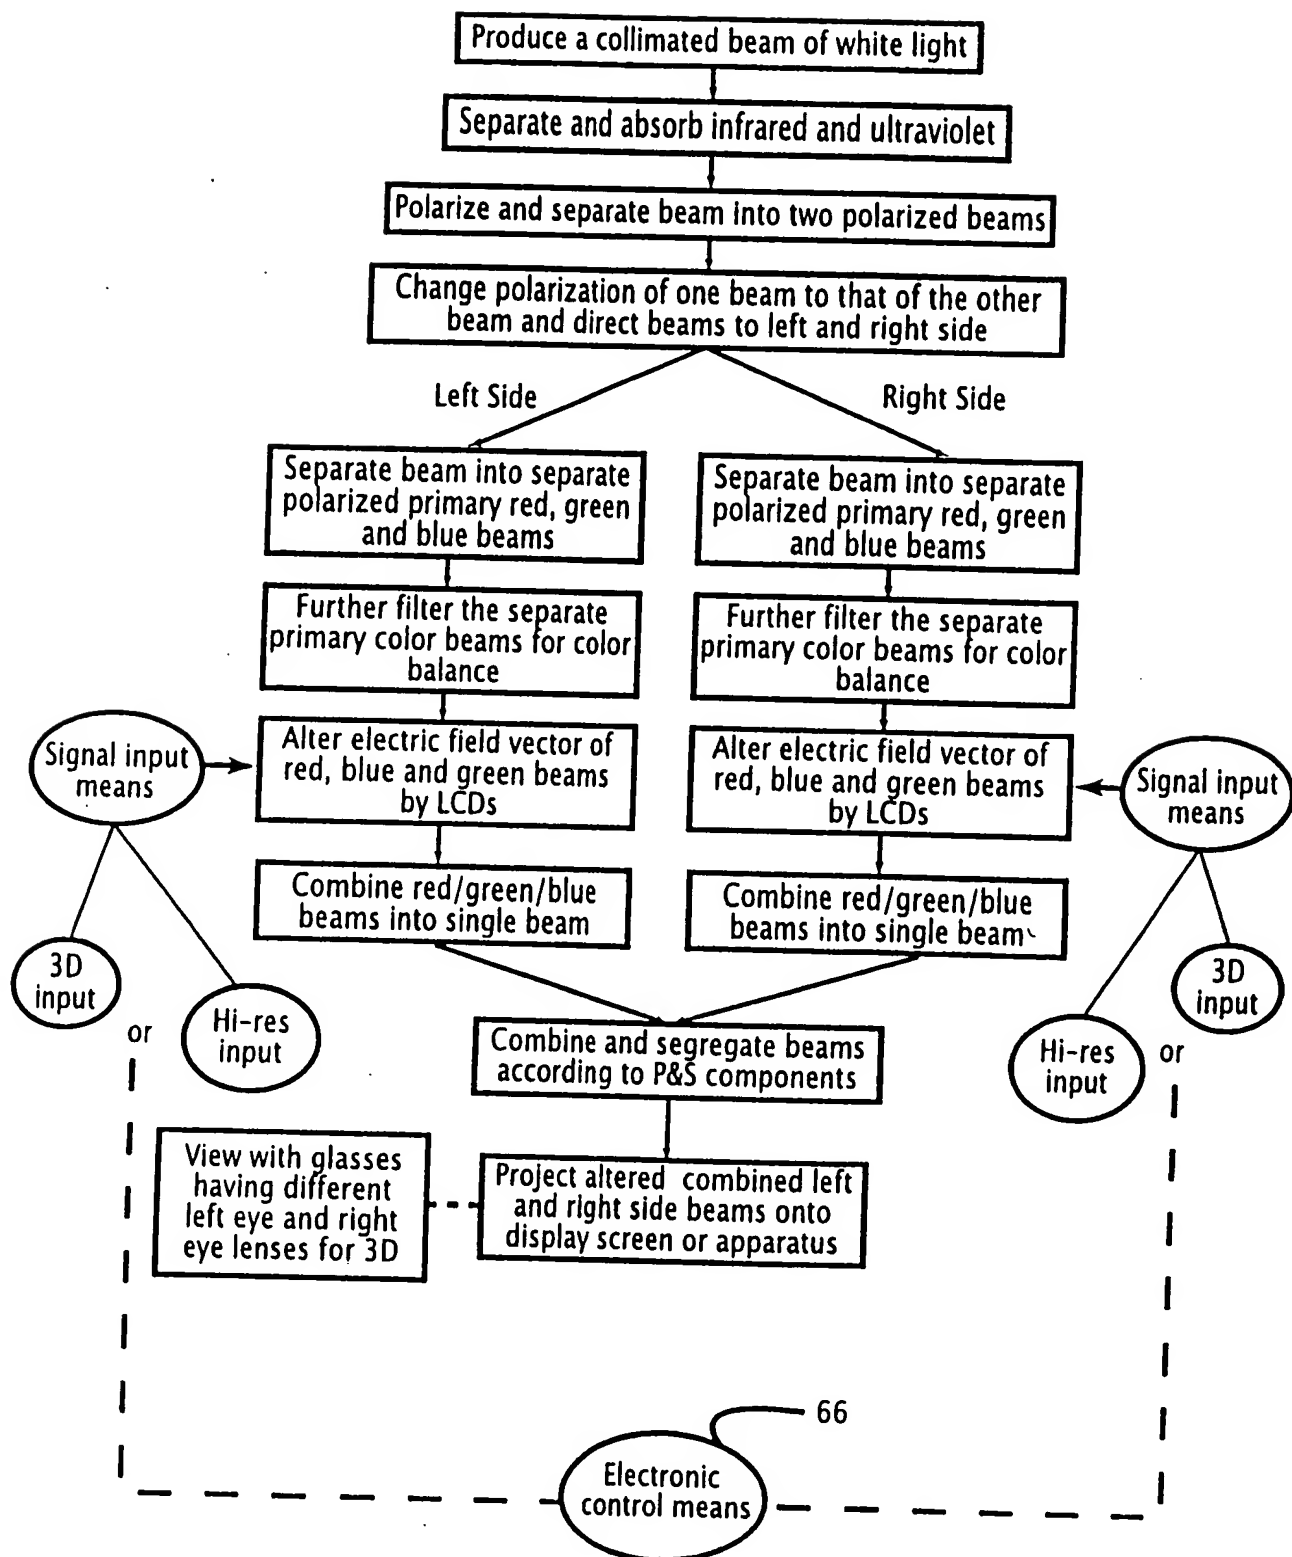 Produce a collimated beam of white light
Separate and absorb infrared and ultraviolet
Polarize and separate beam into two polarized beams
Change polarization of one beam to that of the other
beam and direct beams to left and right side
Left Side
Right Side
Separate beam into separate
polarized primary red, green
and blue beams
Separate beam into separate
polarized primary red, green
and blue beams
Further filter the separate
primary color beams for color
balance
Further filter the separate
primary color beams for color
balance
Signal input
means
Alter electric field vector of
red, blue and green beams
by LCDs
Alter electric field vector of
red, blue and green beams
by LCDs
Signal input
means
Combine red/green/blue
beams into single beam
Combine red/green/blue
beams into single beam
3D
input
or
Hi-res
input
Combine and segregate beams
according to P&S components
Hi-res
input
or
3D
input
View with glasses
having different
left eye and right
eye lenses for 3D
Project altered combined left
and right side beams onto
display screen or apparatus
66
Electronic
control means